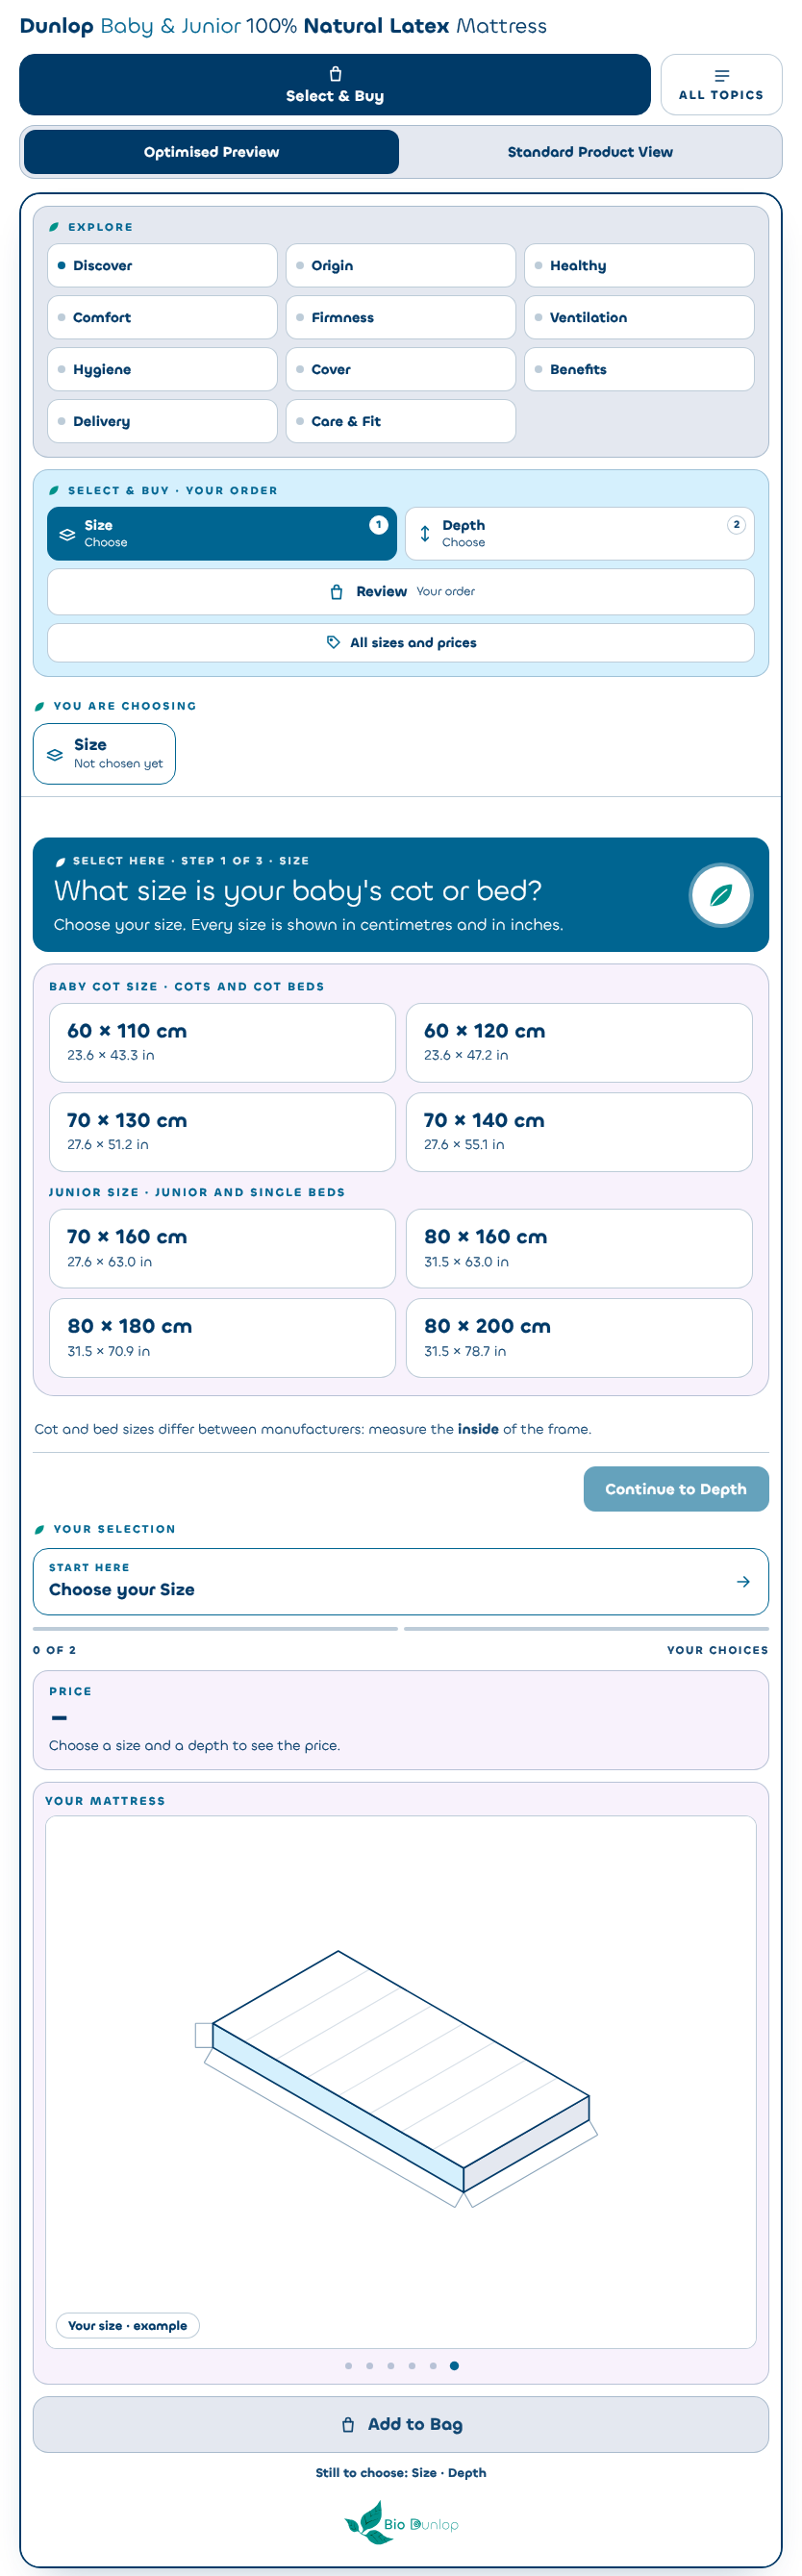 Dunlop Baby & Junior 100% Natural Latex Mattress
Select & Buy
ALL TOPICS
Optimised Preview
Standard Product View
EXPLORE
Discover
Origin
Healthy
Comfort
Firmness
Ventilation
Hygiene
Cover
Benefits
Delivery
Care & Fit
SELECT & BUY · YOUR ORDER
Size
Choose
1
Depth
Choose
2
Review Your order
All sizes and prices
YOU ARE CHOOSING
Size
Not chosen yet
SELECT HERE · STEP 1 OF 3 · SIZE
What size is your baby's cot or bed?
Choose your size. Every size is shown in centimetres and in inches.
BABY COT SIZE · COTS AND COT BEDS
60 × 110 cm
23.6 × 43.3 in
60 × 120 cm
23.6 × 47.2 in
70 × 130 cm
27.6 × 51.2 in
70 × 140 cm
27.6 × 55.1 in
JUNIOR SIZE · JUNIOR AND SINGLE BEDS
70 × 160 cm
27.6 × 63.0 in
80 × 160 cm
31.5 × 63.0 in
80 × 180 cm
31.5 × 70.9 in
80 × 200 cm
31.5 × 78.7 in
Cot and bed sizes differ between manufacturers: measure the inside of the frame.
Continue to Depth
YOUR SELECTION
START HERE
Choose your Size
0 OF 2
YOUR CHOICES
PRICE
–
Choose a size and a depth to see the price.
YOUR MATTRESS
Your size · example
Add to Bag
Still to choose: Size · Depth
Bio Dunlop